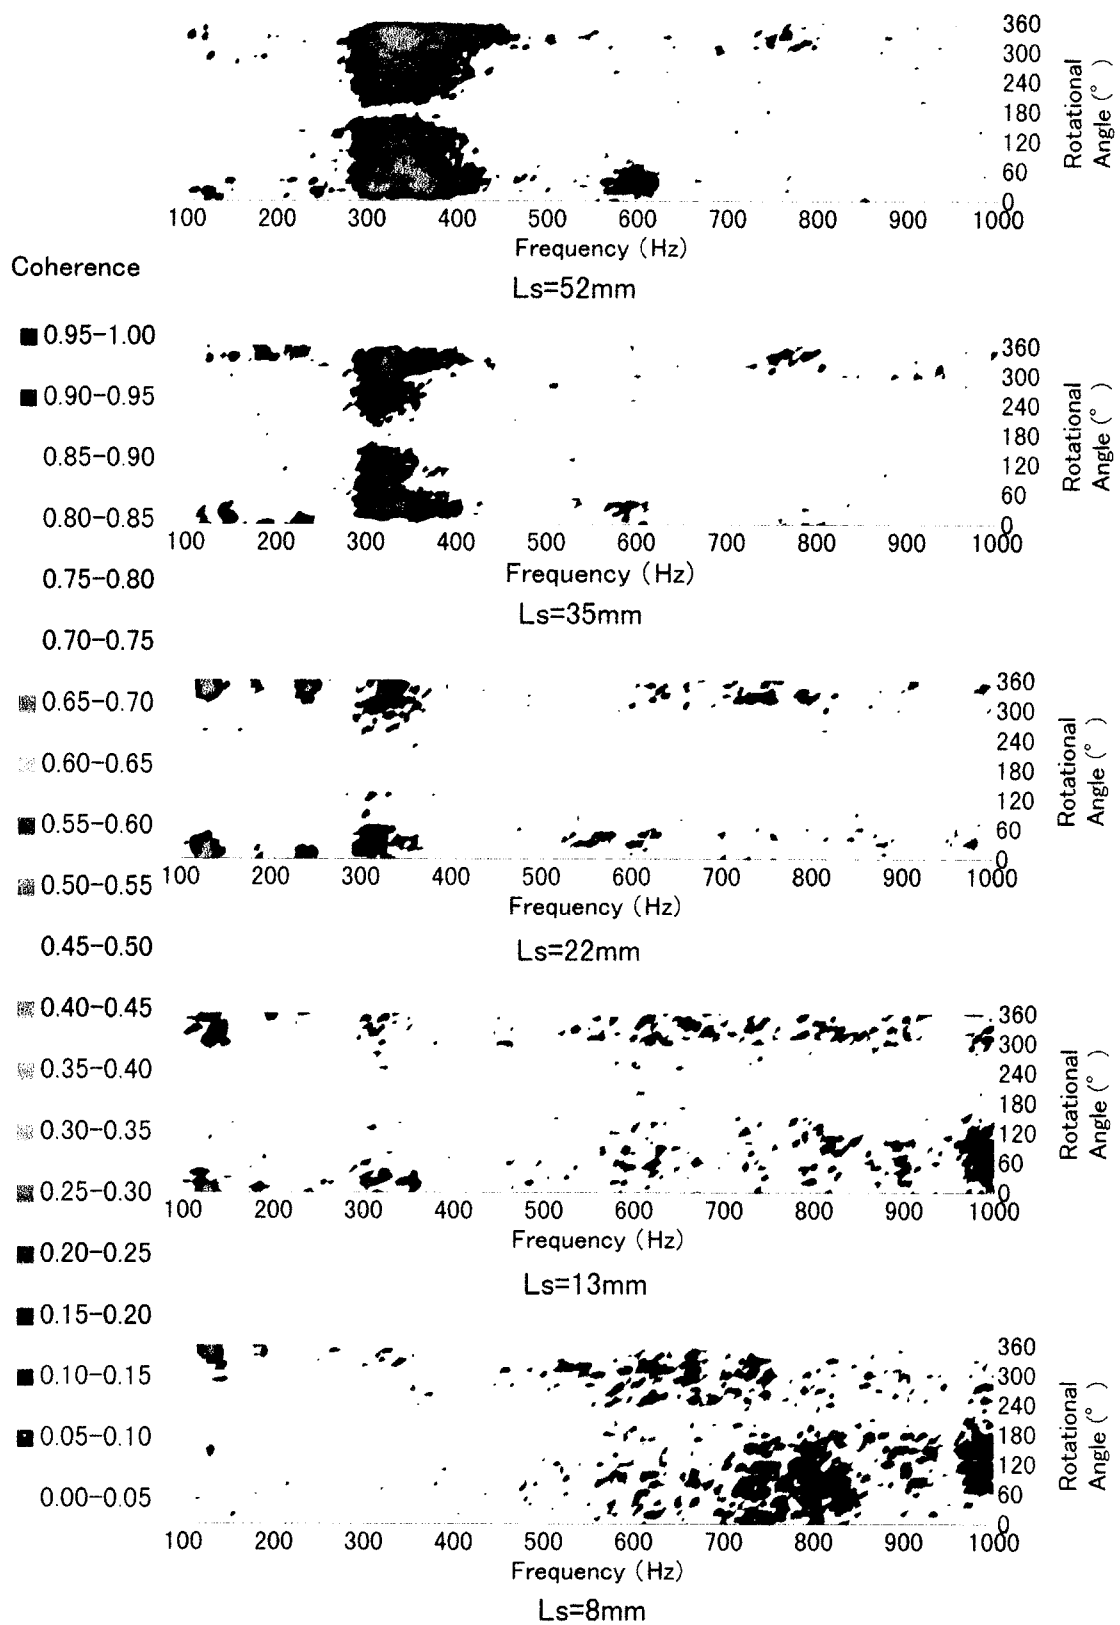 360
300
240
180
120
60
0
Rotational
Angle (°)
100 200 300 400 500 600 700 800 900 1000
Frequency (Hz)
Ls=52mm
Coherence
0.95-1.00
0.90-0.95
0.85-0.90
0.80-0.85
0.75-0.80
0.70-0.75
0.65-0.70
0.60-0.65
0.55-0.60
0.50-0.55
0.45-0.50
0.40-0.45
0.35-0.40
0.30-0.35
0.25-0.30
0.20-0.25
0.15-0.20
0.10-0.15
0.05-0.10
0.00-0.05
360
300
240
180
120
60
0
Rotational
Angle (°)
100 200 300 400 500 600 700 800 900 1000
Frequency (Hz)
Ls=35mm
360
300
240
180
120
60
0
Rotational
Angle (°)
100 200 300 400 500 600 700 800 900 1000
Frequency (Hz)
Ls=22mm
360
300
240
180
120
60
0
Rotational
Angle (°)
100 200 300 400 500 600 700 800 900 1000
Frequency (Hz)
Ls=13mm
360
300
240
180
120
60
0
Rotational
Angle (°)
100 200 300 400 500 600 700 800 900 1000
Frequency (Hz)
Ls=8mm